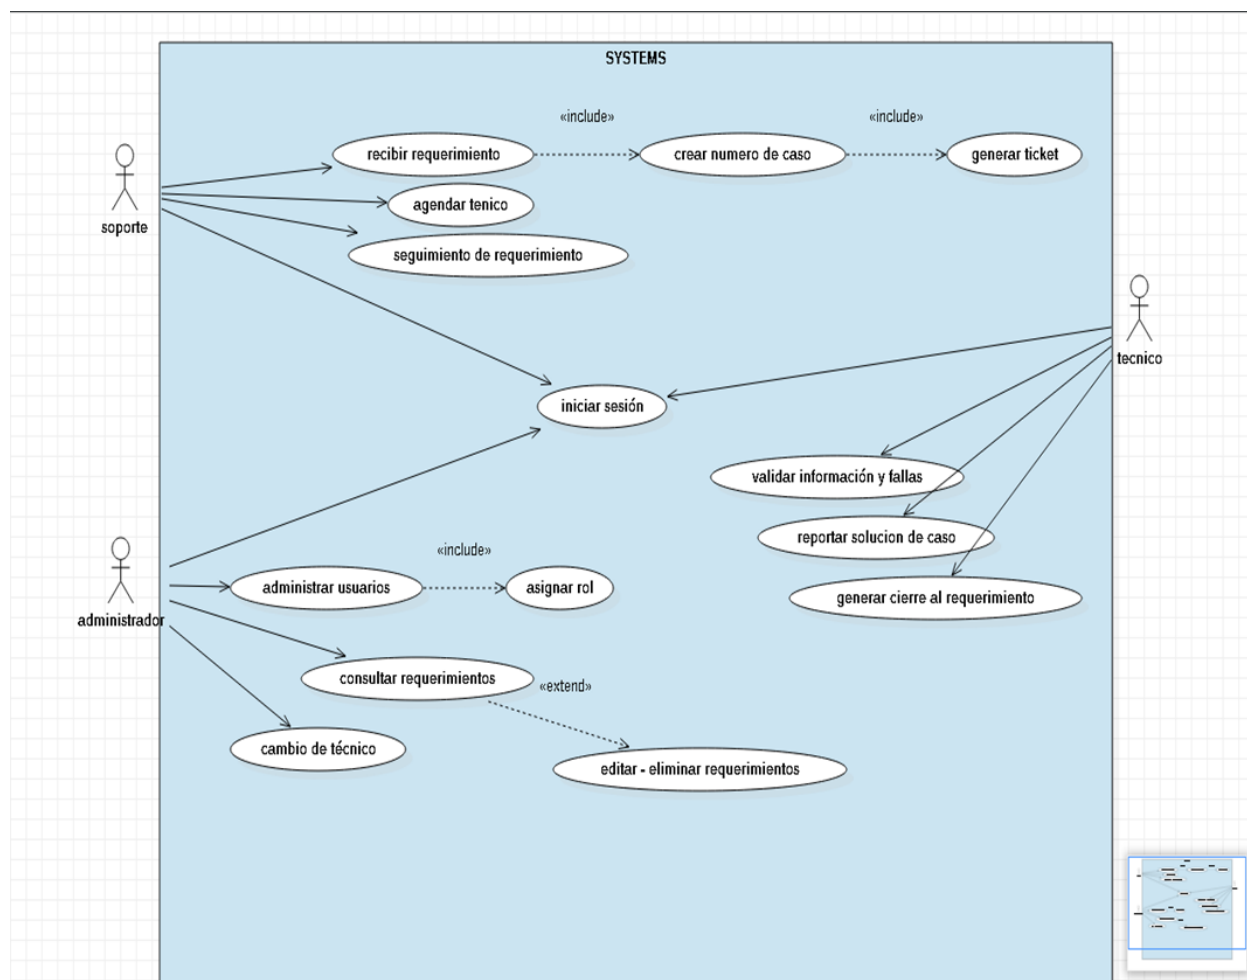 SYSTEMS
«include»
«include»
recibir requerimiento
crear numero de caso
generar ticket
agendar ténico
soporte
seguimiento de requerimiento
tecnico
iniciar sesión
validar información y fallas
reportar solucion de caso
«include»
administrar usuarios
asignar rol
generar cierre al requerimiento
administrador
consultar requerimientos
«extend»
cambio de técnico
editar - eliminar requerimientos